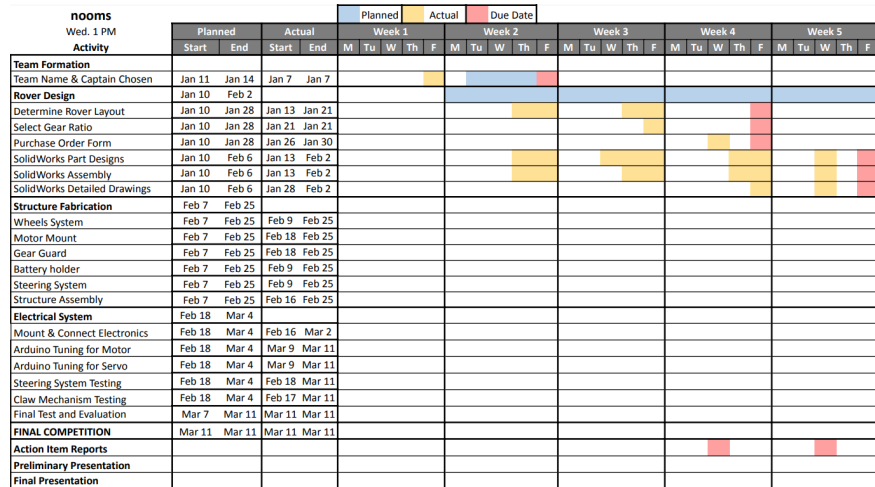 nooms Planned Actual Due Date
Wed. 1 PM Planned Actual Week 1 Week 2 Week 3 Week 4 Week 5
Activity Start End Start End M Tu W Th F M Tu W Th F M Tu W Th F M Tu W Th F M Tu W Th F
Team Formation
Team Name & Captain Chosen Jan 11 Jan 14 Jan 7 Jan 7
Rover Design Jan 10 Feb 2
Determine Rover Layout Jan 10 Jan 28 Jan 13 Jan 21
Select Gear Ratio Jan 10 Jan 28 Jan 21 Jan 21
Purchase Order Form Jan 10 Jan 28 Jan 26 Jan 30
SolidWorks Part Designs Jan 10 Feb 6 Jan 13 Feb 2
SolidWorks Assembly Jan 10 Feb 6 Jan 13 Feb 2
SolidWorks Detailed Drawings Jan 10 Feb 6 Jan 28 Feb 2
Structure Fabrication Feb 7 Feb 25
Wheels System Feb 7 Feb 25 Feb 9 Feb 25
Motor Mount Feb 7 Feb 25 Feb 18 Feb 25
Gear Guard Feb 7 Feb 25 Feb 18 Feb 25
Battery holder Feb 7 Feb 25 Feb 9 Feb 25
Steering System Feb 7 Feb 25 Feb 9 Feb 25
Structure Assembly Feb 7 Feb 25 Feb 16 Feb 25
Electrical System Feb 18 Mar 4
Mount & Connect Electronics Feb 18 Mar 4 Feb 16 Mar 2
Arduino Tuning for Motor Feb 18 Mar 4 Mar 9 Mar 11
Arduino Tuning for Servo Feb 18 Mar 4 Mar 9 Mar 11
Steering System Testing Feb 18 Mar 4 Feb 18 Mar 11
Claw Mechanism Testing Feb 18 Mar 4 Feb 17 Mar 11
Final Test and Evaluation Mar 7 Mar 11 Mar 11 Mar 11
FINAL COMPETITION Mar 11 Mar 11 Mar 11 Mar 11
Action Item Reports
Preliminary Presentation
Final Presentation